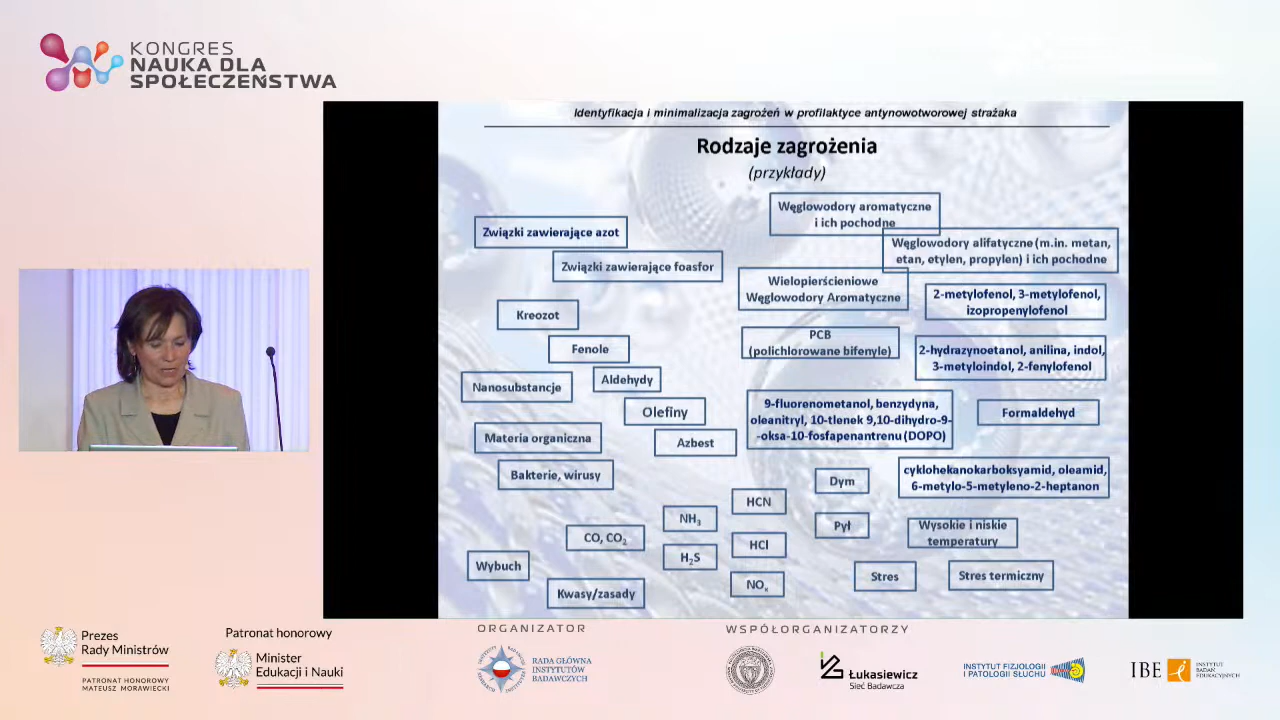 KONGRES
NAUKA DLA
SPOŁECZEŃSTWA
Identyfikacja i minimalizacja zagrożeń w profilaktyce antynowotworowej strażaka
Rodzaje zagrożenia
(przykłady)
Węglowodory aromatyczne
i ich pochodne
Związki zawierające azot
Węglowodory alifatyczne (m.in. metan,
etan, etylen, propylen) i ich pochodne
Związki zawierające foasfor
Wielopierścieniowe
Węglowodory Aromatyczne
2-metylofenol, 3-metylofenol,
izopropenylofenol
Kreozot
PCB
(polichlorowane bifenyle)
Fenole
2-hydrazynoetanol, anilina, indol,
3-metyloindol, 2-fenylofenol
Nanosubstancje
Aldehydy
9-fluorenometanol, benzydyna,
oleanitryl, 10-tlenek 9,10-dihydro-9-
-oksa-10-fosfapenantrenu (DOPO)
Olefiny
Formaldehyd
Materia organiczna
Azbest
Bakterie, wirusy
cyklohekanokarboksyamid, oleamid,
6-metylo-5-metyleno-2-heptanon
Dym
HCN
NH3
Pył
Wysokie i niskie
temperatury
CO, CO2
HCl
H2S
Wybuch
Stres
Stres termiczny
NOx
Kwasy/zasady
Prezes
Rady Ministrów
PATRONAT HONOROWY
MATEUSZ MORAWIECKI
Patronat honorowy
Minister
Edukacji i Nauki
ORGANIZATOR
RADA GŁÓWNA
INSTYTUTÓW
BADAWCZYCH
WSPÓŁORGANIZATORZY
Łukasiewicz
Sieć Badawcza
INSTYTUT FIZJOLOGII
I PATOLOGII SŁUCHU
IBE
INSTYTUT
BADAŃ
EDUKACYJNYCH